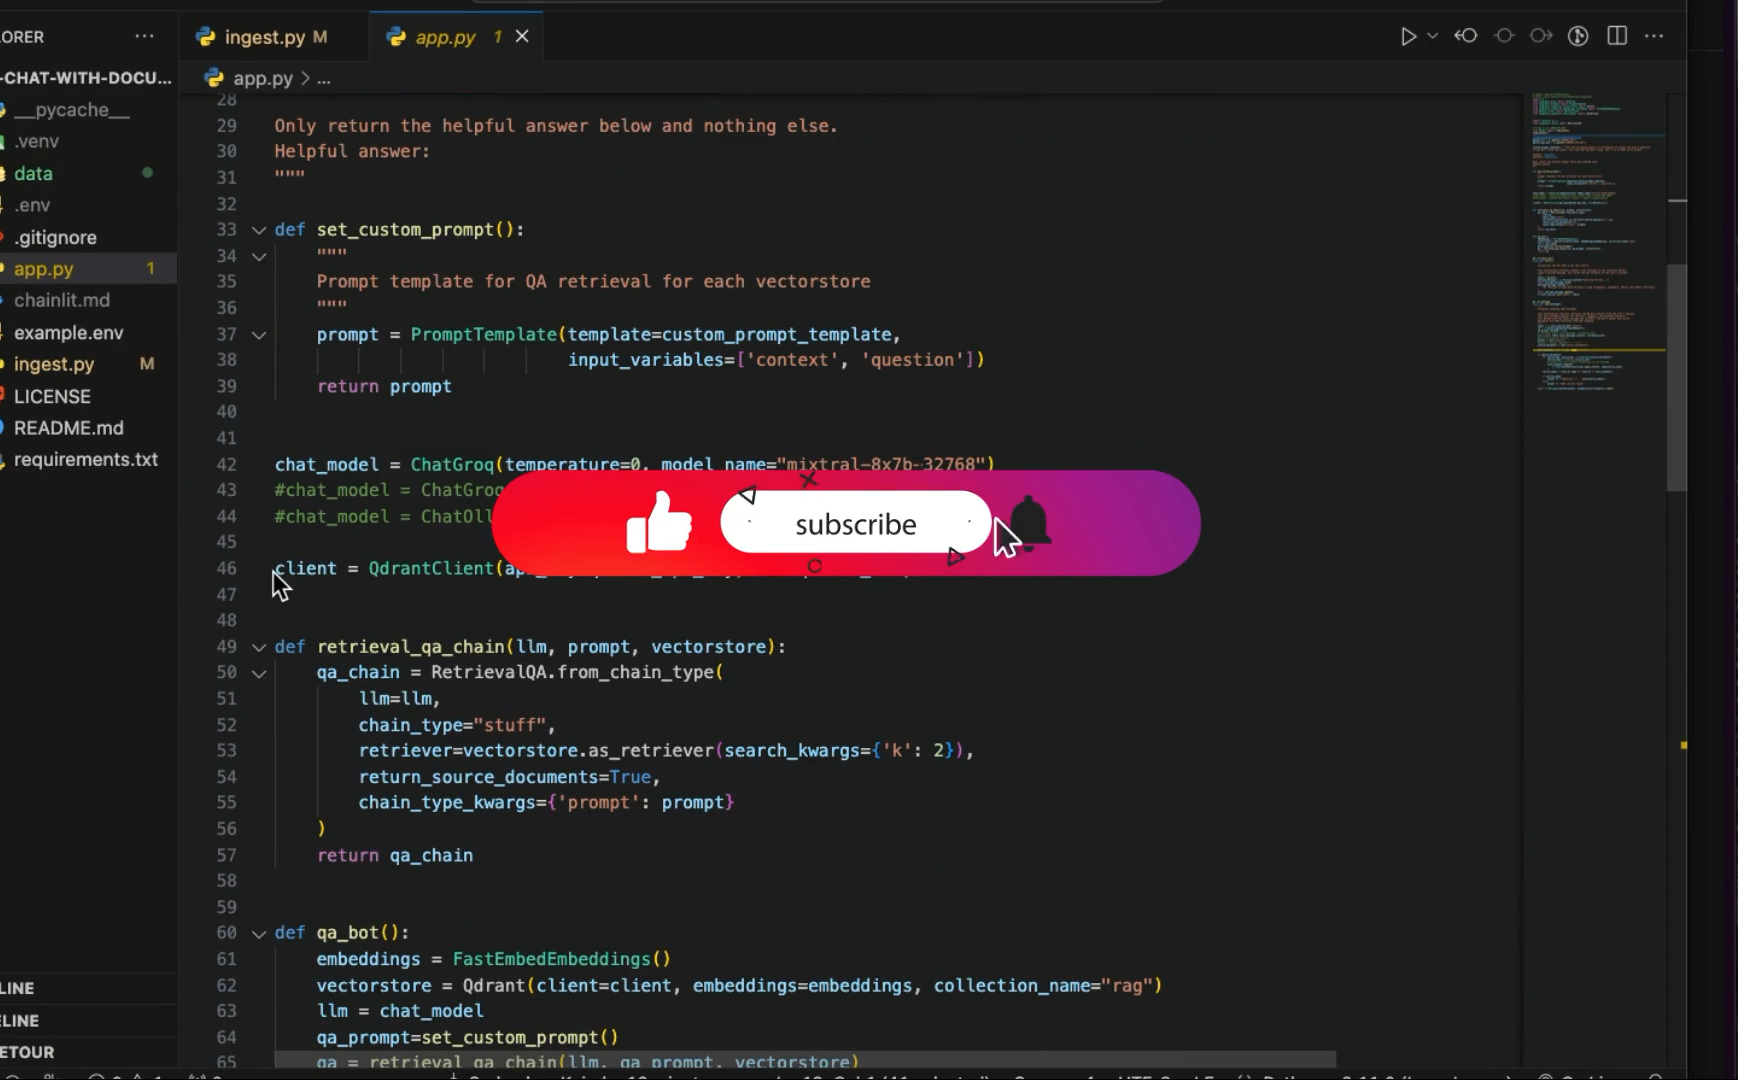 ORER ...
ingest.py M
app.py 1
-CHAT-WITH-DOCU...
app.py > ...
__pycache__
.venv
data
.env
.gitignore
app.py 1
chainlit.md
example.env
ingest.py M
LICENSE
README.md
requirements.txt
LINE
ELINE
ETOUR
28
29 Only return the helpful answer below and nothing else.
30 Helpful answer:
31 """
32
33 def set_custom_prompt():
34 """
35 Prompt template for QA retrieval for each vectorstore
36 """
37 prompt = PromptTemplate(template=custom_prompt_template,
38 input_variables=['context', 'question'])
39 return prompt
40
41
42 chat_model = ChatGroq(temperature=0, model_name="mixtral-8x7b-32768")
43 #chat_model = ChatGroq
44 #chat_model = ChatOll
45
46 client = QdrantClient(
47
48
49 def retrieval_qa_chain(llm, prompt, vectorstore):
50 qa_chain = RetrievalQA.from_chain_type(
51 llm=llm,
52 chain_type="stuff",
53 retriever=vectorstore.as_retriever(search_kwargs={'k': 2}),
54 return_source_documents=True,
55 chain_type_kwargs={'prompt': prompt}
56 )
57 return qa_chain
58
59
60 def qa_bot():
61 embeddings = FastEmbedEmbeddings()
62 vectorstore = Qdrant(client=client, embeddings=embeddings, collection_name="rag")
63 llm = chat_model
64 qa_prompt=set_custom_prompt()
65 qa = retrieval_qa_chain(llm, qa_prompt, vectorstore)
subscribe